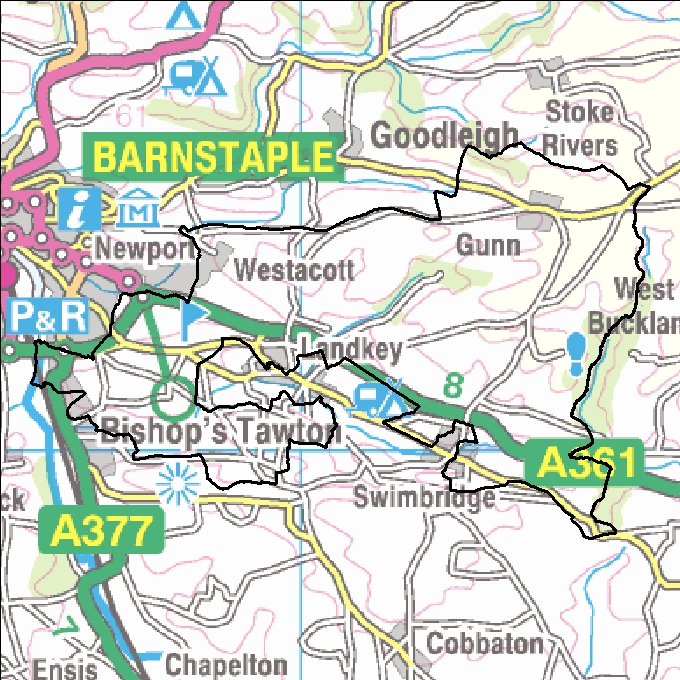 61
Stoke
Rivers
Goodleigh
BARNSTAPLE
i
M
Newport
Gunn
Westacott
West
Bucklan
P&R
Landkey
8
Bishop's Tawton
A361
Swimbridge
ck
A377
7
Cobbaton
Ensis
Chapelton